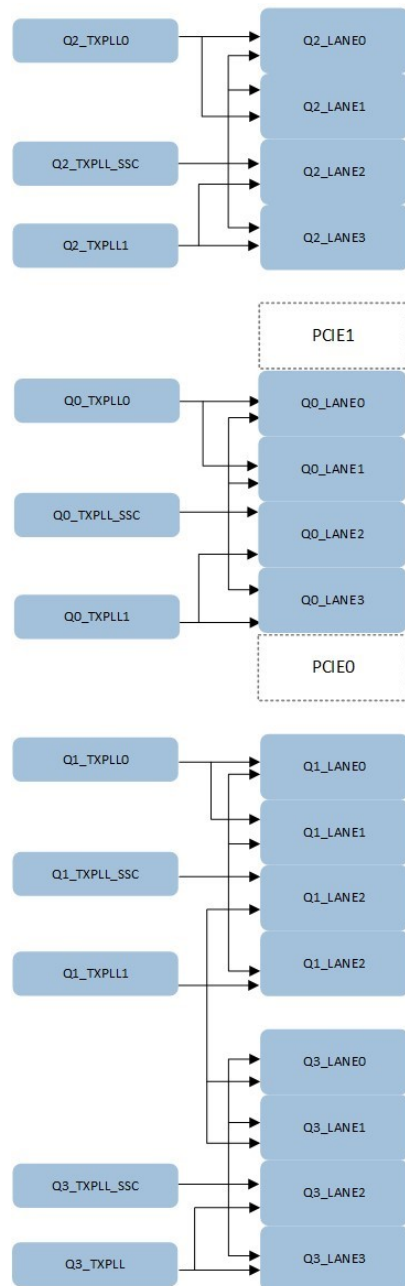 Q2_TXPLL0
Q2_LANE0
Q2_LANE1
Q2_TXPLL_SSC
Q2_LANE2
Q2_TXPLL1
Q2_LANE3
PCIE1
Q0_TXPLL0
Q0_LANE0
Q0_LANE1
Q0_TXPLL_SSC
Q0_LANE2
Q0_TXPLL1
Q0_LANE3
PCIE0
Q1_TXPLL0
Q1_LANE0
Q1_LANE1
Q1_TXPLL_SSC
Q1_LANE2
Q1_TXPLL1
Q1_LANE2
Q3_LANE0
Q3_LANE1
Q3_TXPLL_SSC
Q3_LANE2
Q3_TXPLL
Q3_LANE3